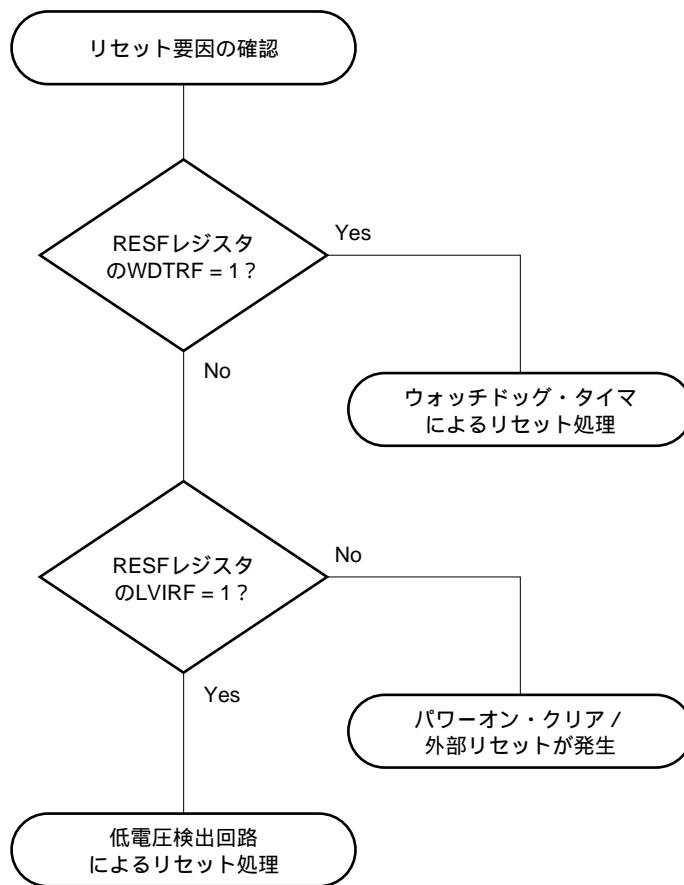 リセット要因の確認
RESFレジスタ
のWDTRF = 1？
Yes
No
ウォッチドッグ・タイマ
によるリセット処理
RESFレジスタ
のLVIRF = 1？
No
Yes
パワーオン・クリア /
外部リセットが発生
低電圧検出回路
によるリセット処理